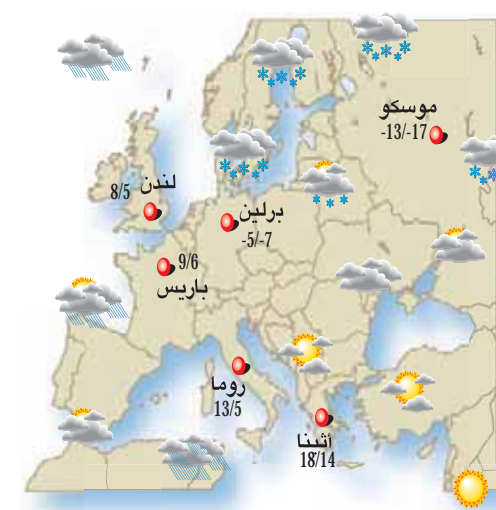 موسكو
-13/-17
لندن
8/5
برلين
-5/-7
9/6
باريس
روما
13/5
أثينا
18/14